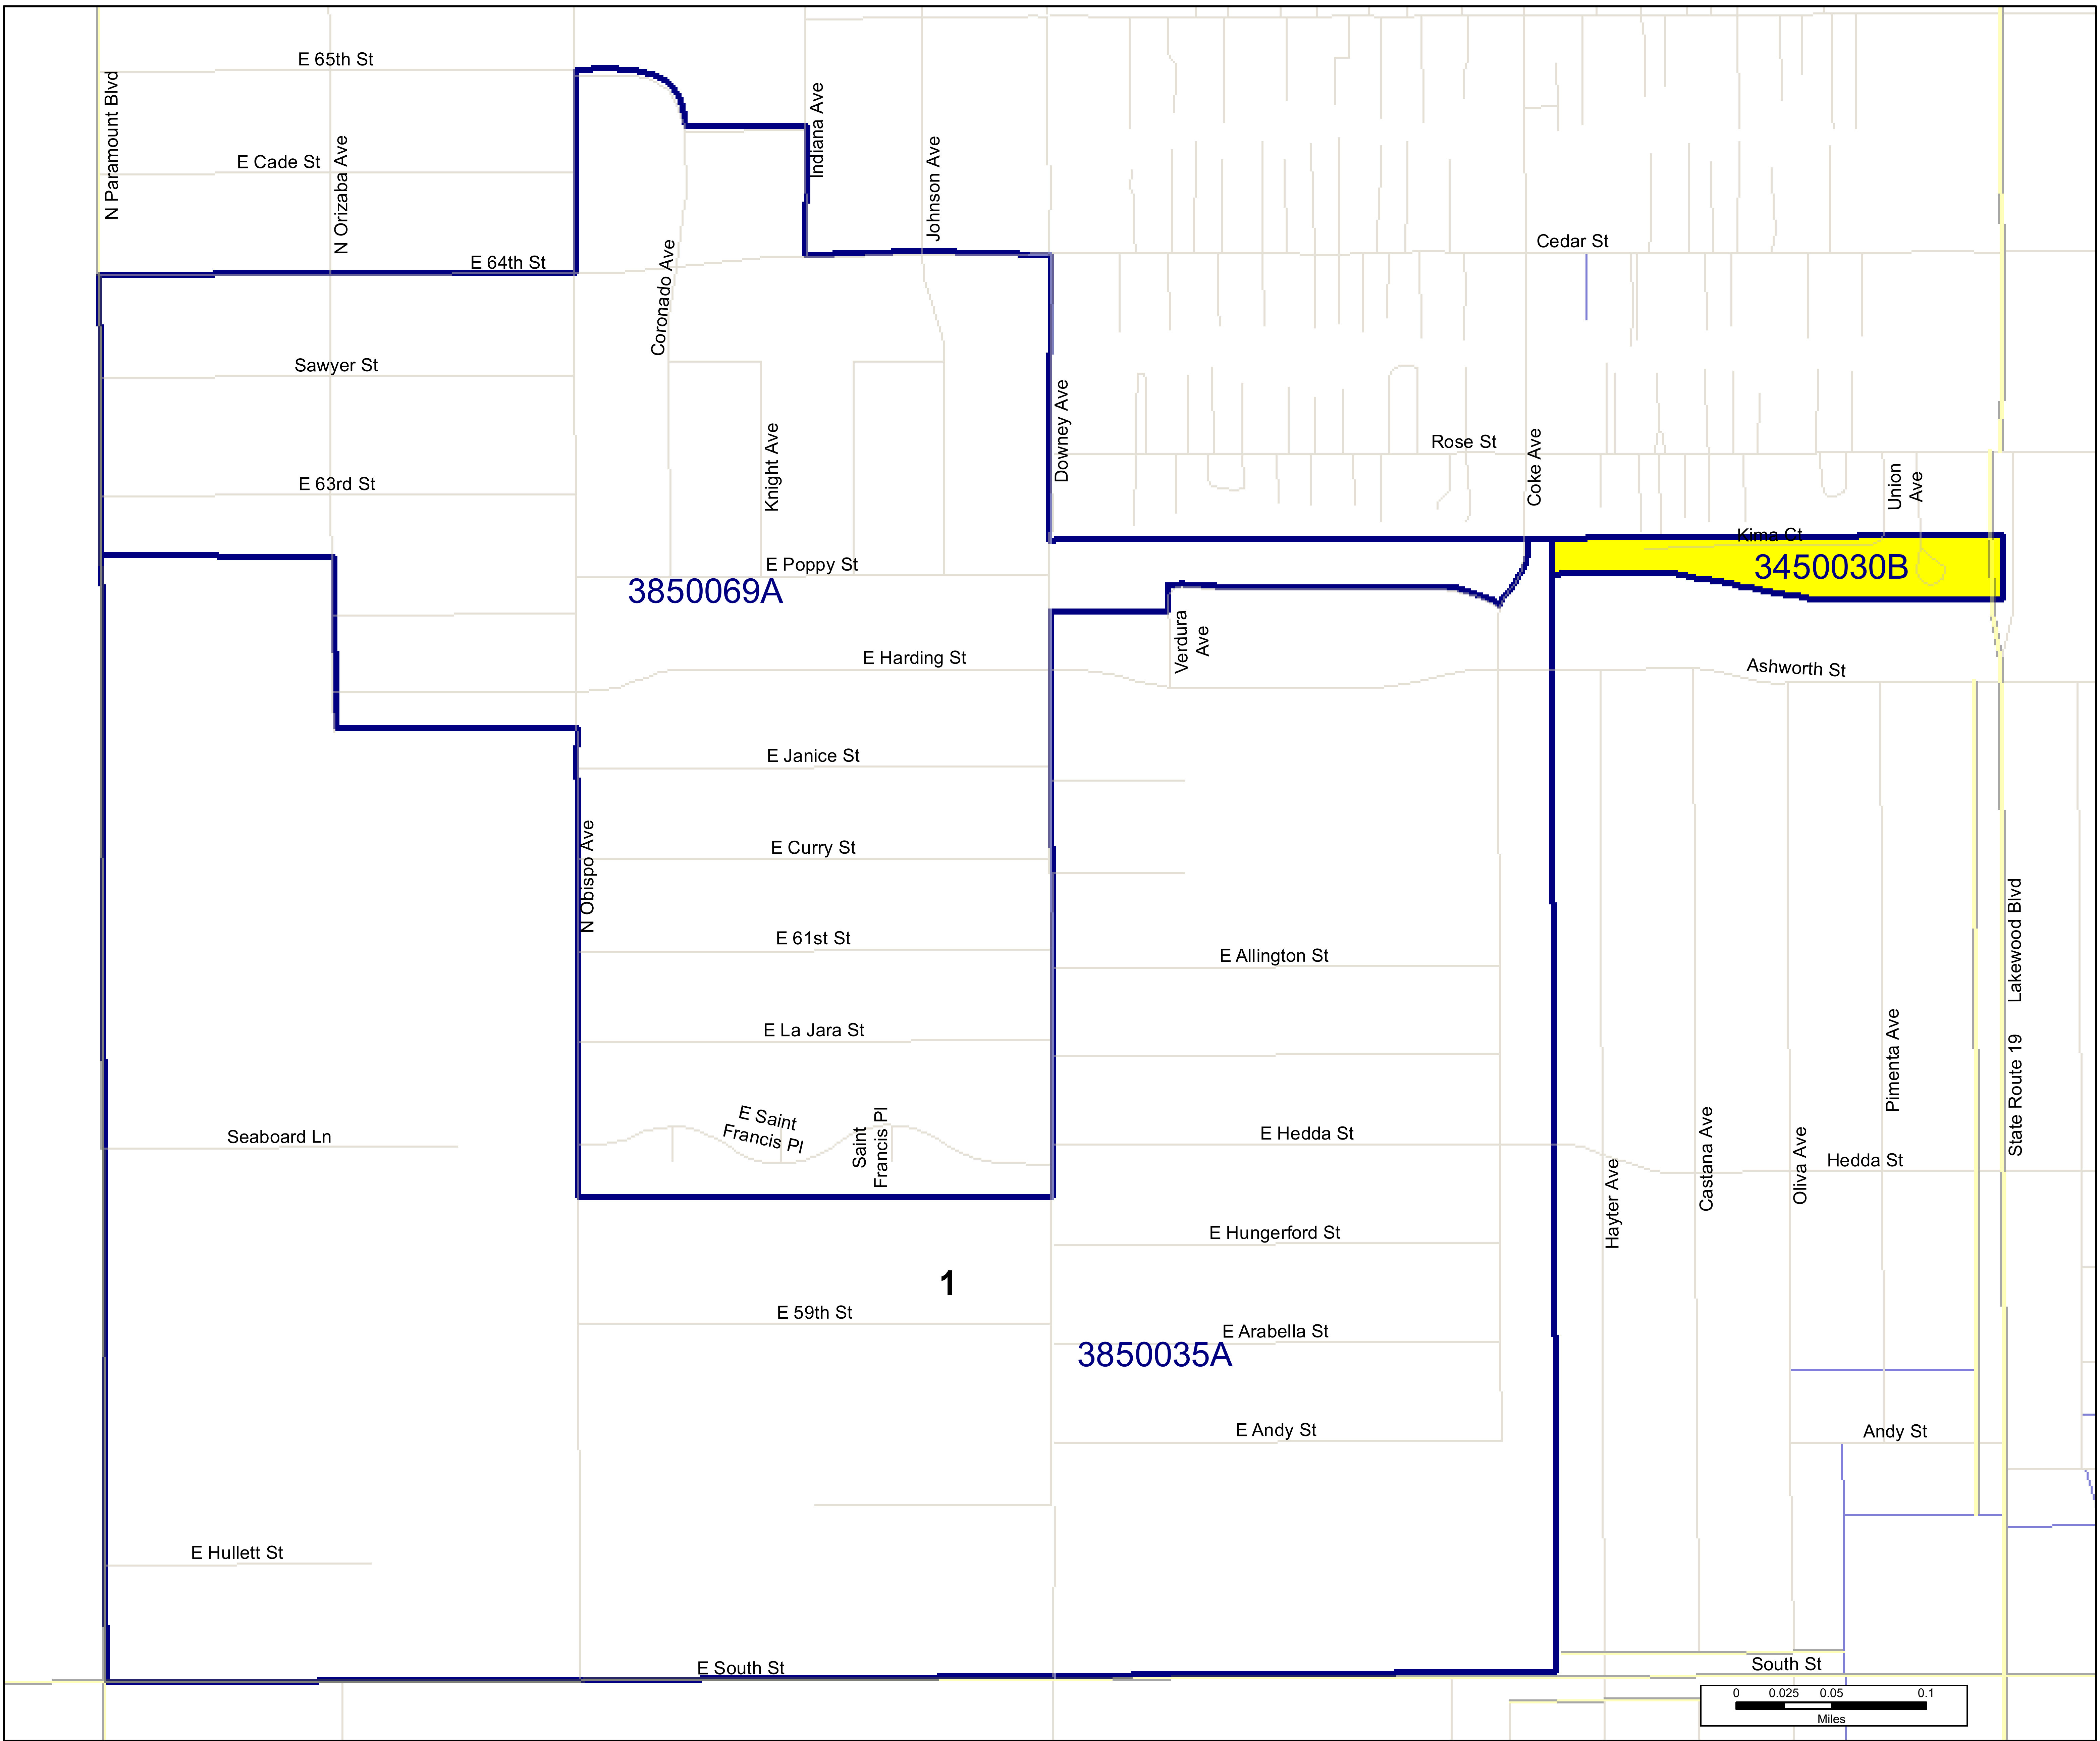 E 65th St
N Paramount Blvd
N Orizaba Ave
E Cade St
Indiana Ave
Johnson Ave
Coronado Ave
E 64th St
Cedar St
Sawyer St
Downey Ave
Knight Ave
Rose St
Coke Ave
Union
Ave
E 63rd St
Kima Ct
E Poppy St
3850069A
3450030B
Verdura
Ave
E Harding St
Ashworth St
E Janice St
N Obispo Ave
E Curry St
E 61st St
E Allington St
Lakewood Blvd
E La Jara St
State Route 19
Pimenta Ave
E Saint
Francis Pl
Saint
Francis Pl
Seaboard Ln
E Hedda St
Hedda St
Hayter Ave
Castana Ave
Oliva Ave
E Hungerford St
1
E 59th St
E Arabella St
3850035A
E Andy St
Andy St
E Hullett St
E South St
South St
0 0.025 0.05 0.1
Miles